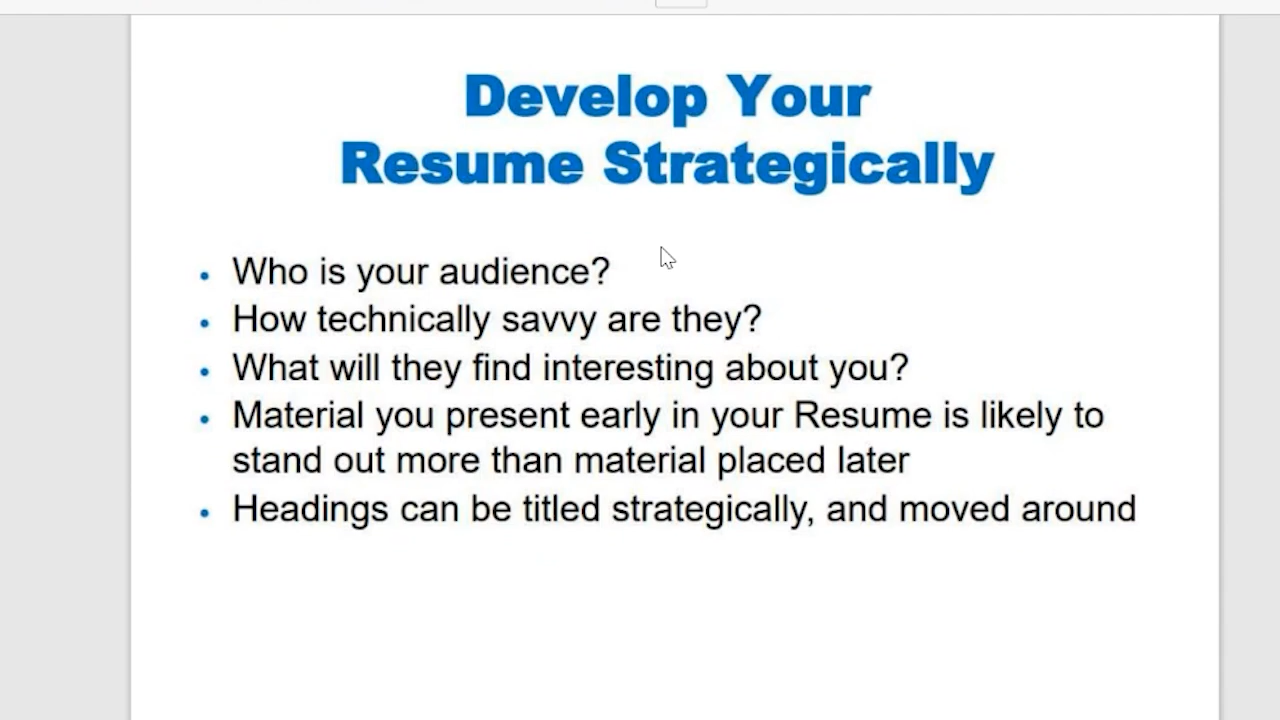 Develop Your
Resume Strategically
• Who is your audience?
• How technically savvy are they?
• What will they find interesting about you?
• Material you present early in your Resume is likely to
stand out more than material placed later
• Headings can be titled strategically, and moved around